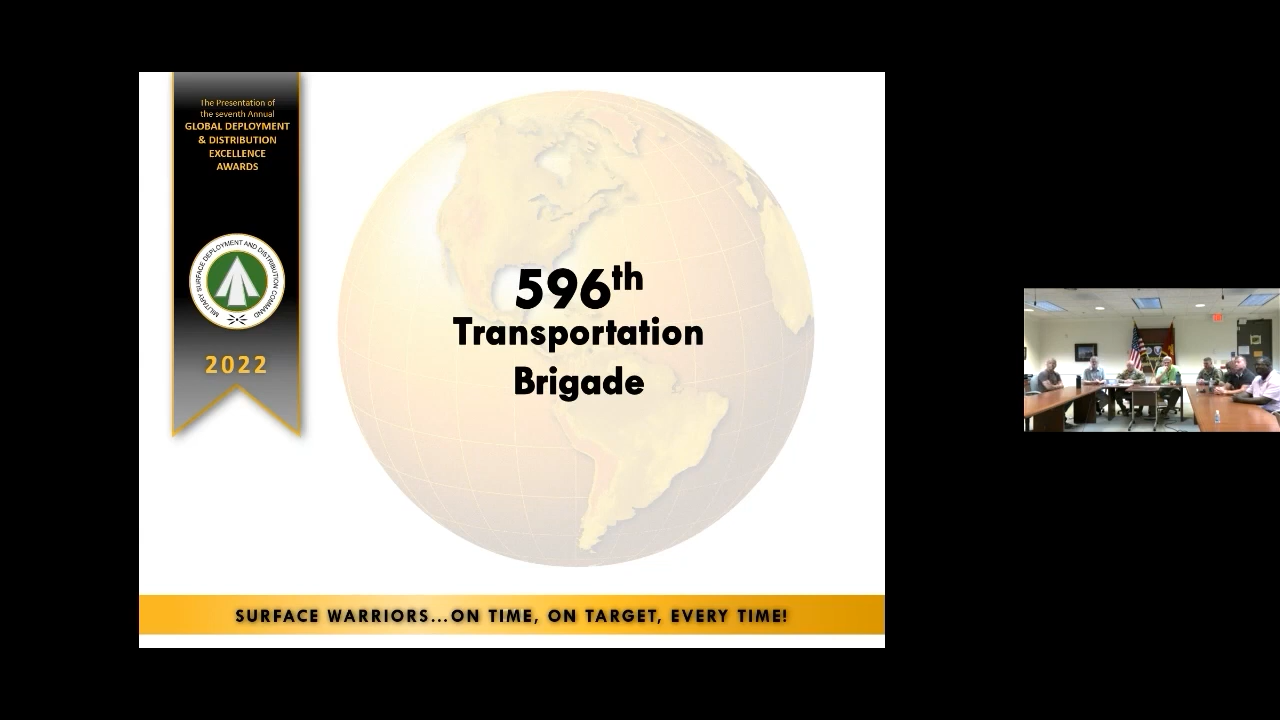 The Presentation of
the seventh Annual
GLOBAL DEPLOYMENT
& DISTRIBUTION
EXCELLENCE
AWARDS
MILITARY SURFACE DEPLOYMENT AND DISTRIBUTION COMMAND
2022
596th
Transportation
Brigade
SURFACE WARRIORS...ON TIME, ON TARGET, EVERY TIME!